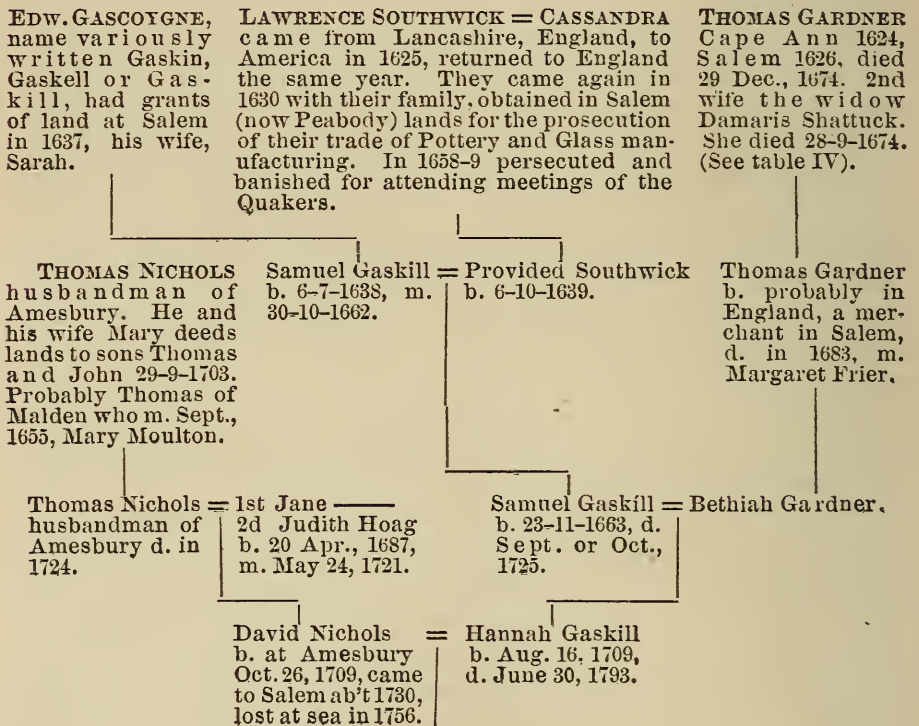 EDW. GASCOYGNE,
name variously
written Gaskin,
Gaskell or Gas-
kill, had grants
of land at Salem
in 1637, his wife,
Sarah.
LAWRENCE SOUTHWICK = CASSANDRA
came from Lancashire, England, to
America in 1625, returned to England
the same year. They came again in
1630 with their family, obtained in Salem
(now Peabody) lands for the prosecution
of their trade of Pottery and Glass man-
ufacturing. In 1658-9 persecuted and
banished for attending meetings of the
Quakers.
THOMAS GARDNER
Cape Ann 1624,
Salem 1626, died
29 Dec., 1674. 2nd
wife the widow
Damaris Shattuck.
She died 28-9-1674.
(See table IV).
THOMAS NICHOLS
husbandman of
Amesbury. He and
his wife Mary deeds
lands to sons Thomas
and John 29-9-1703.
Probably Thomas of
Malden who m. Sept.,
1655, Mary Moulton.
Samuel Gaskill = Provided Southwick
b. 6-7-1638, m. b. 6-10-1639.
30-10-1662.
Thomas Gardner
b. probably in
England, a mer-
chant in Salem,
d. in 1683, m.
Margaret Frier.
Thomas Nichols = 1st Jane ——
husbandman of 2d Judith Hoag
Amesbury d. in b. 20 Apr., 1687,
1724. m. May 24, 1721.
Samuel Gaskill = Bethiah Gardner.
b. 23-11-1663, d.
Sept. or Oct.,
1725.
David Nichols = Hannah Gaskill
b. at Amesbury b. Aug. 16, 1709,
Oct. 26, 1709, came d. June 30, 1793.
to Salem ab't 1730,
lost at sea in 1756.